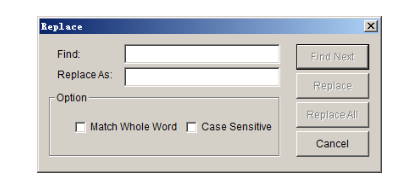 Replace
Find:
Find Next
Replace As:
Replace
Option
Replace All
Match Whole Word Case Sensitive
Cancel